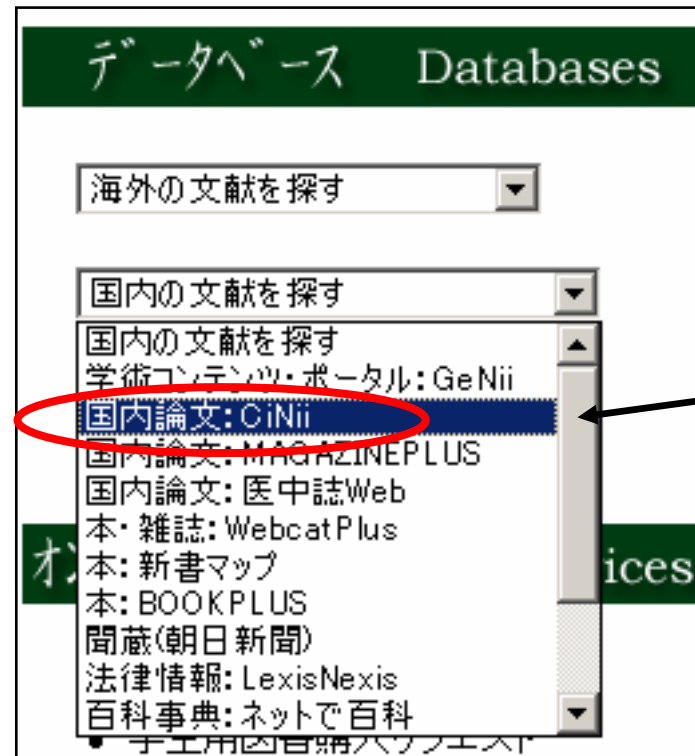 データベース Databases
海外の文献を探す
国内の文献を探す
国内の文献を探す
学術コンテンツ・ポータル:GeNii
国内論文:CiNii
国内論文:MAGAZINEPLUS
国内論文:医中誌Web
本・雑誌:WebcatPlus
本:新書マップ
ices
本:BOOKPLUS
聞蔵(朝日新聞)
法律情報:LexisNexis
百科事典:ネットで百科